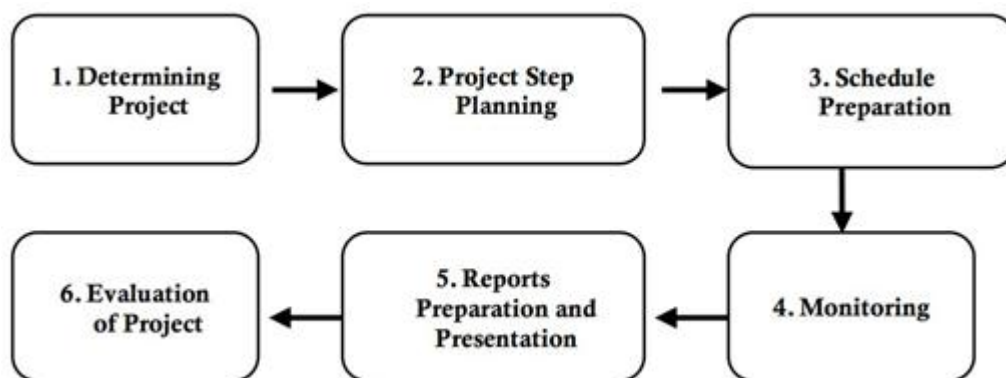 1. Determining
Project
2. Project Step
Planning
3. Schedule
Preparation
4. Monitoring
5. Reports
Preparation and
Presentation
6. Evaluation
of Project